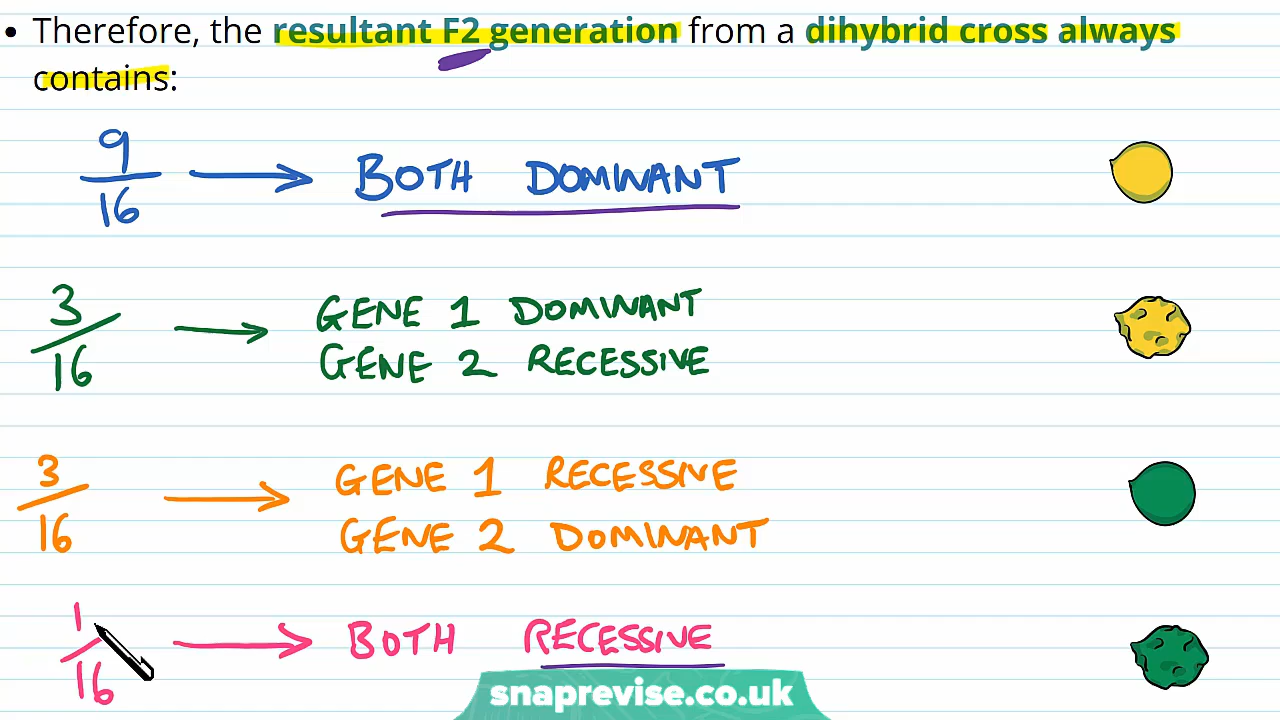 • Therefore, the resultant F2 generation from a dihybrid cross always
contains:
9/16 → BOTH DOMINANT
3/16 → GENE 1 DOMINANT
GENE 2 RECESSIVE
3/16 → GENE 1 RECESSIVE
GENE 2 DOMINANT
1/16 → BOTH RECESSIVE
snaprevise.co.uk